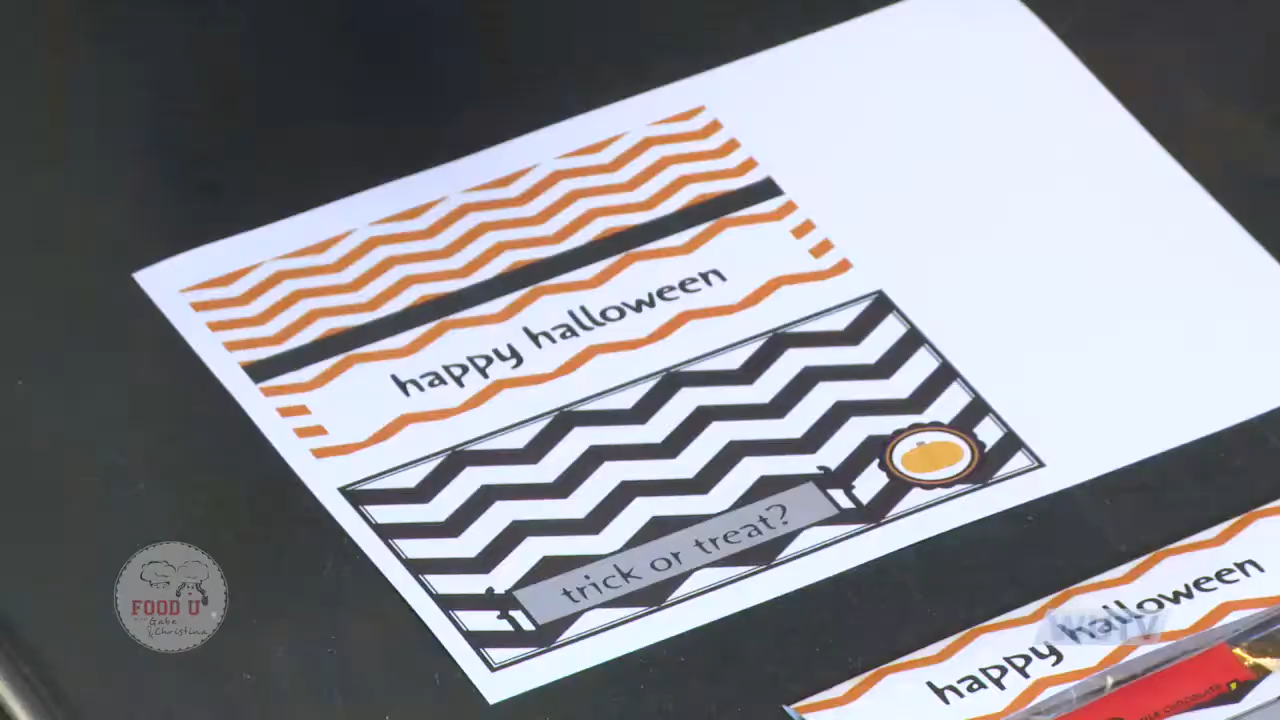 happy halloween
trick or treat?
happy halloween
FOOD U
Gabe
& Christina